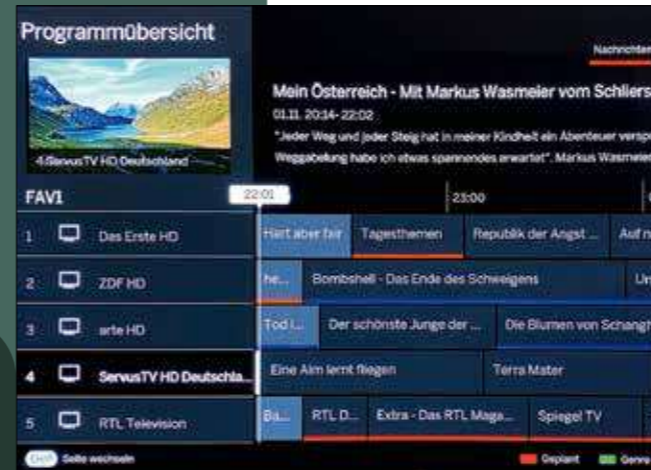 Programmübersicht
Nachrichten
Mein Österreich - Mit Markus Wasmeier vom Schliers
01.11. 20:14-22:02
"Jeder Weg und jeder Steig hat in meiner Kindheit ein Abenteuer verspr
Weggabelung habe ich etwas spannendes erwartet", Markus Wasmeier
4 ServusTV HD Deutschland
FAV1 22:01 23:00
1 Das Erste HD Hart aber fair Tagesthemen Republik der Angst ... Auf n
2 ZDF HD he... Bombshell - Das Ende des Schweigens Un
3 arte HD Tod i... Der schönste Junge der ... Die Blumen von Schangh
4 ServusTV HD Deutschla... Eine Alm lernt fliegen Terra Mater
5 RTL Television Ba... RTL D... Extra - Das RTL Maga... Spiegel TV
Seite wechseln Geplant Genre